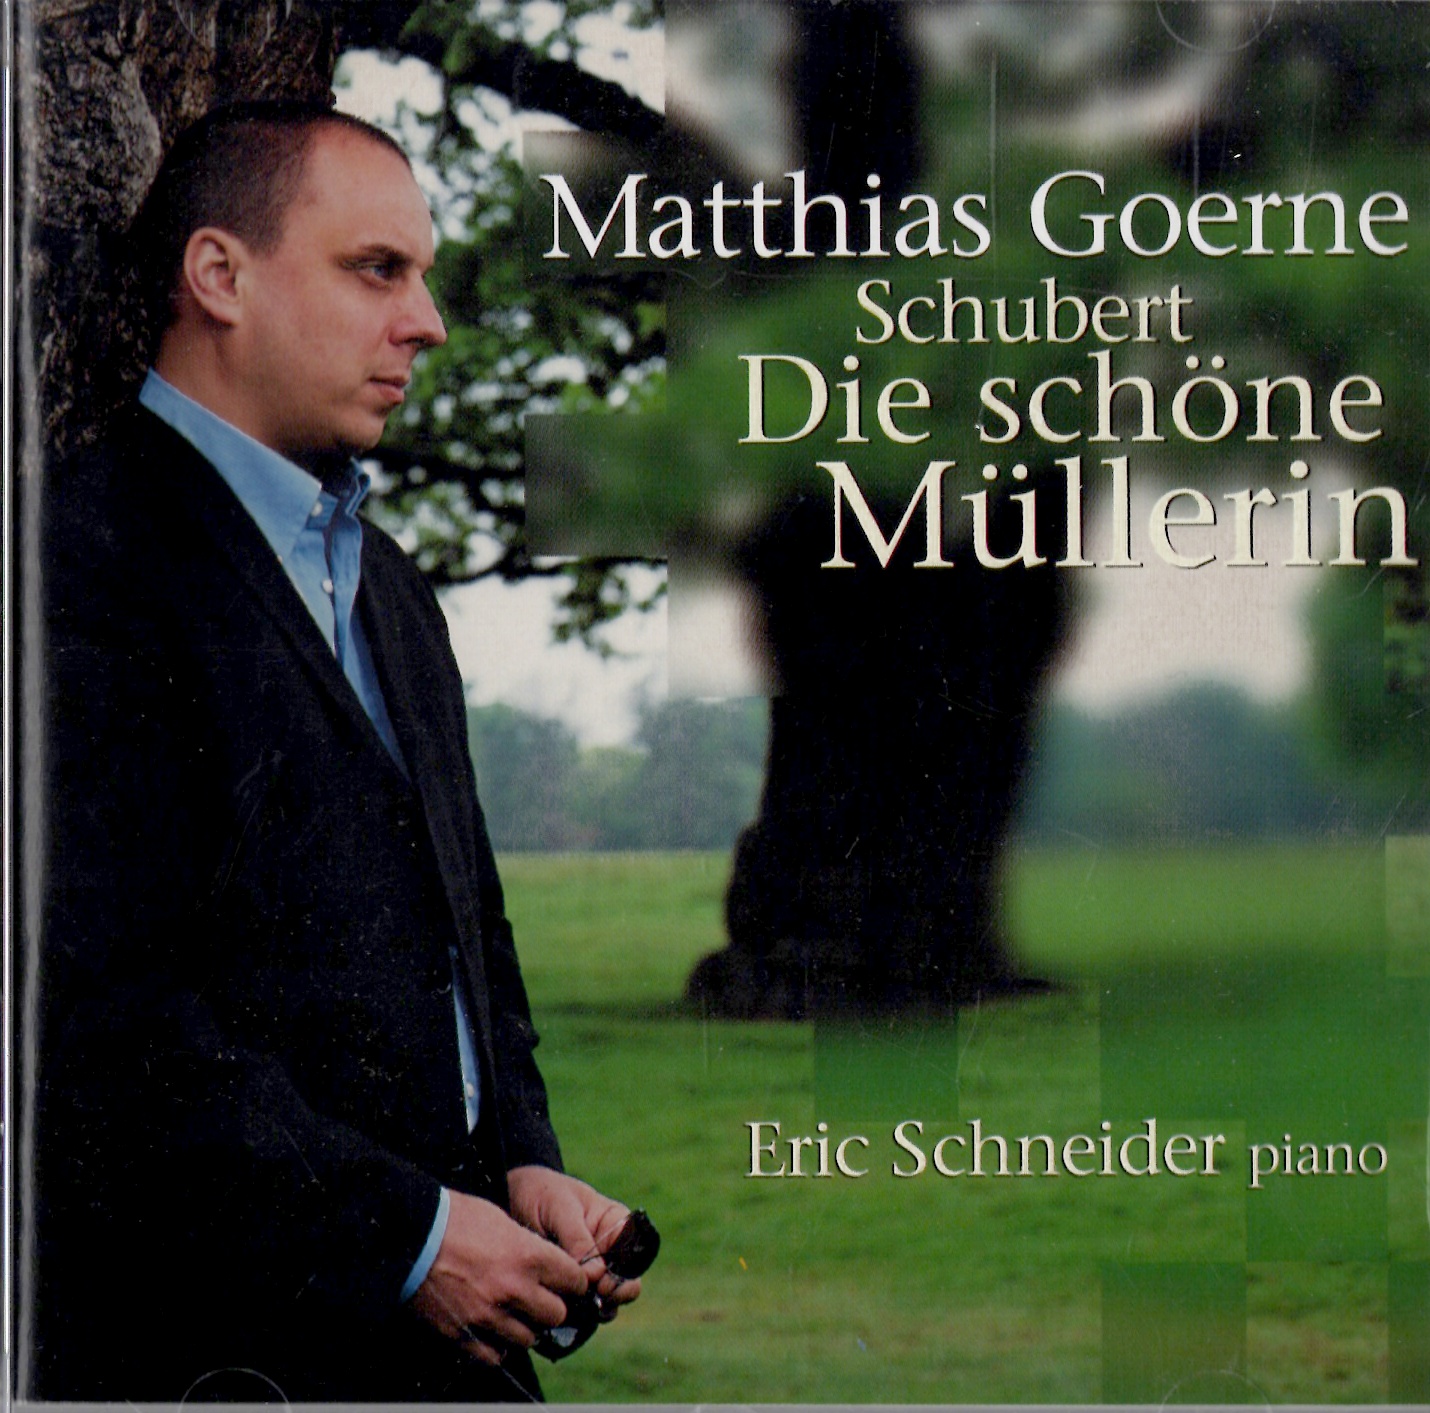 Matthias Goerne
Schubert
Die schöne
Müllerin
Eric Schneider piano